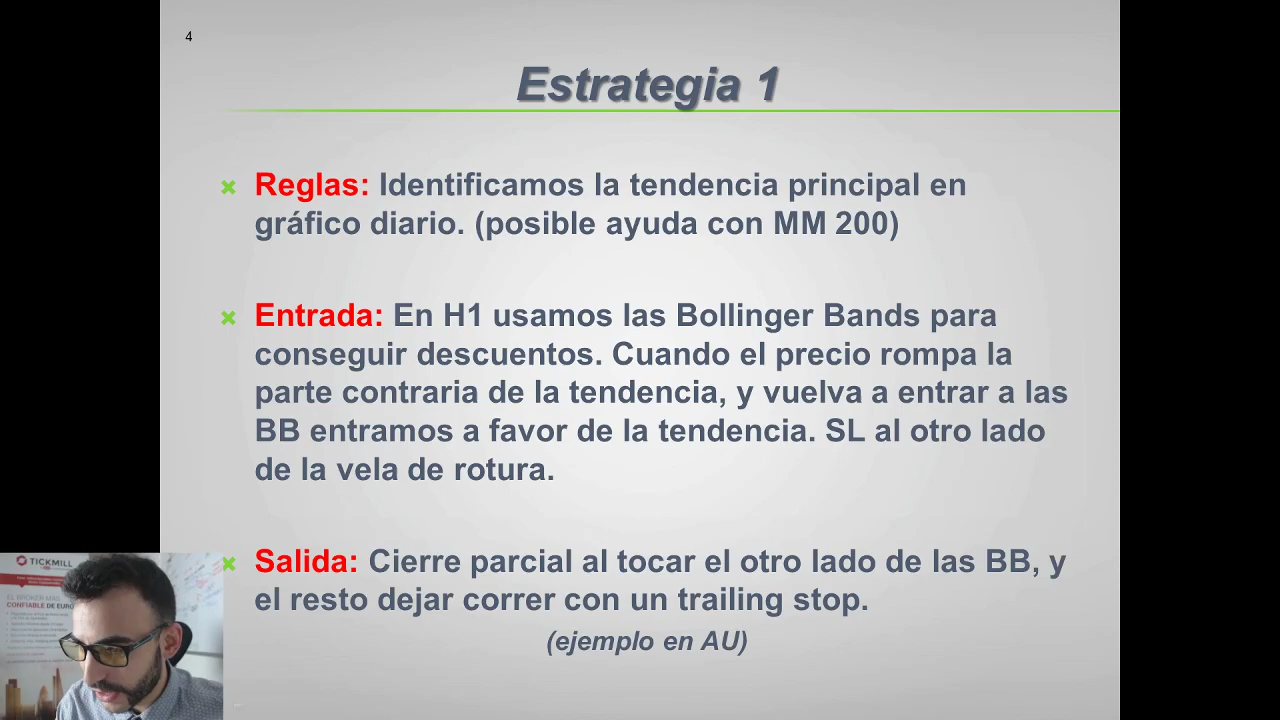 4
Estrategia 1
Reglas: Identificamos la tendencia principal en
gráfico diario. (posible ayuda con MM 200)
Entrada: En H1 usamos las Bollinger Bands para
conseguir descuentos. Cuando el precio rompa la
parte contraria de la tendencia, y vuelva a entrar a las
BB entramos a favor de la tendencia. SL al otro lado
de la vela de rotura.
Salida: Cierre parcial al tocar el otro lado de las BB, y
el resto dejar correr con un trailing stop.
(ejemplo en AU)
TICKMILL
EL BROKER MÁS
CONFIABLE DE EURO